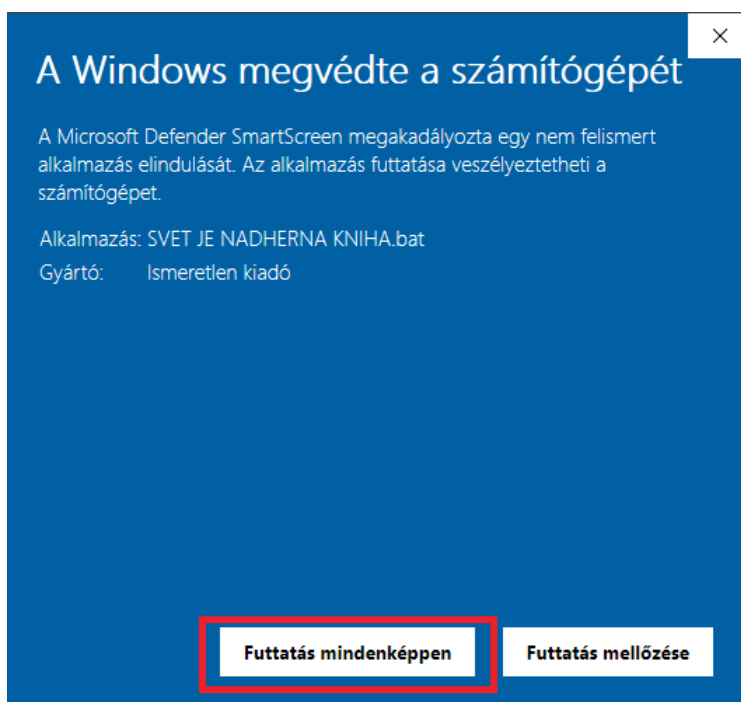 A Windows megvédte a számítógépét
A Microsoft Defender SmartScreen megakadályozta egy nem felismert
alkalmazás elindulását. Az alkalmazás futtatása veszélyeztetheti a
számítógépet.
Alkalmazás: SVET JE NADHERNA KNIHA.bat
Gyártó: Ismeretlen kiadó
Futtatás mindenképpen Futtatás mellőzése